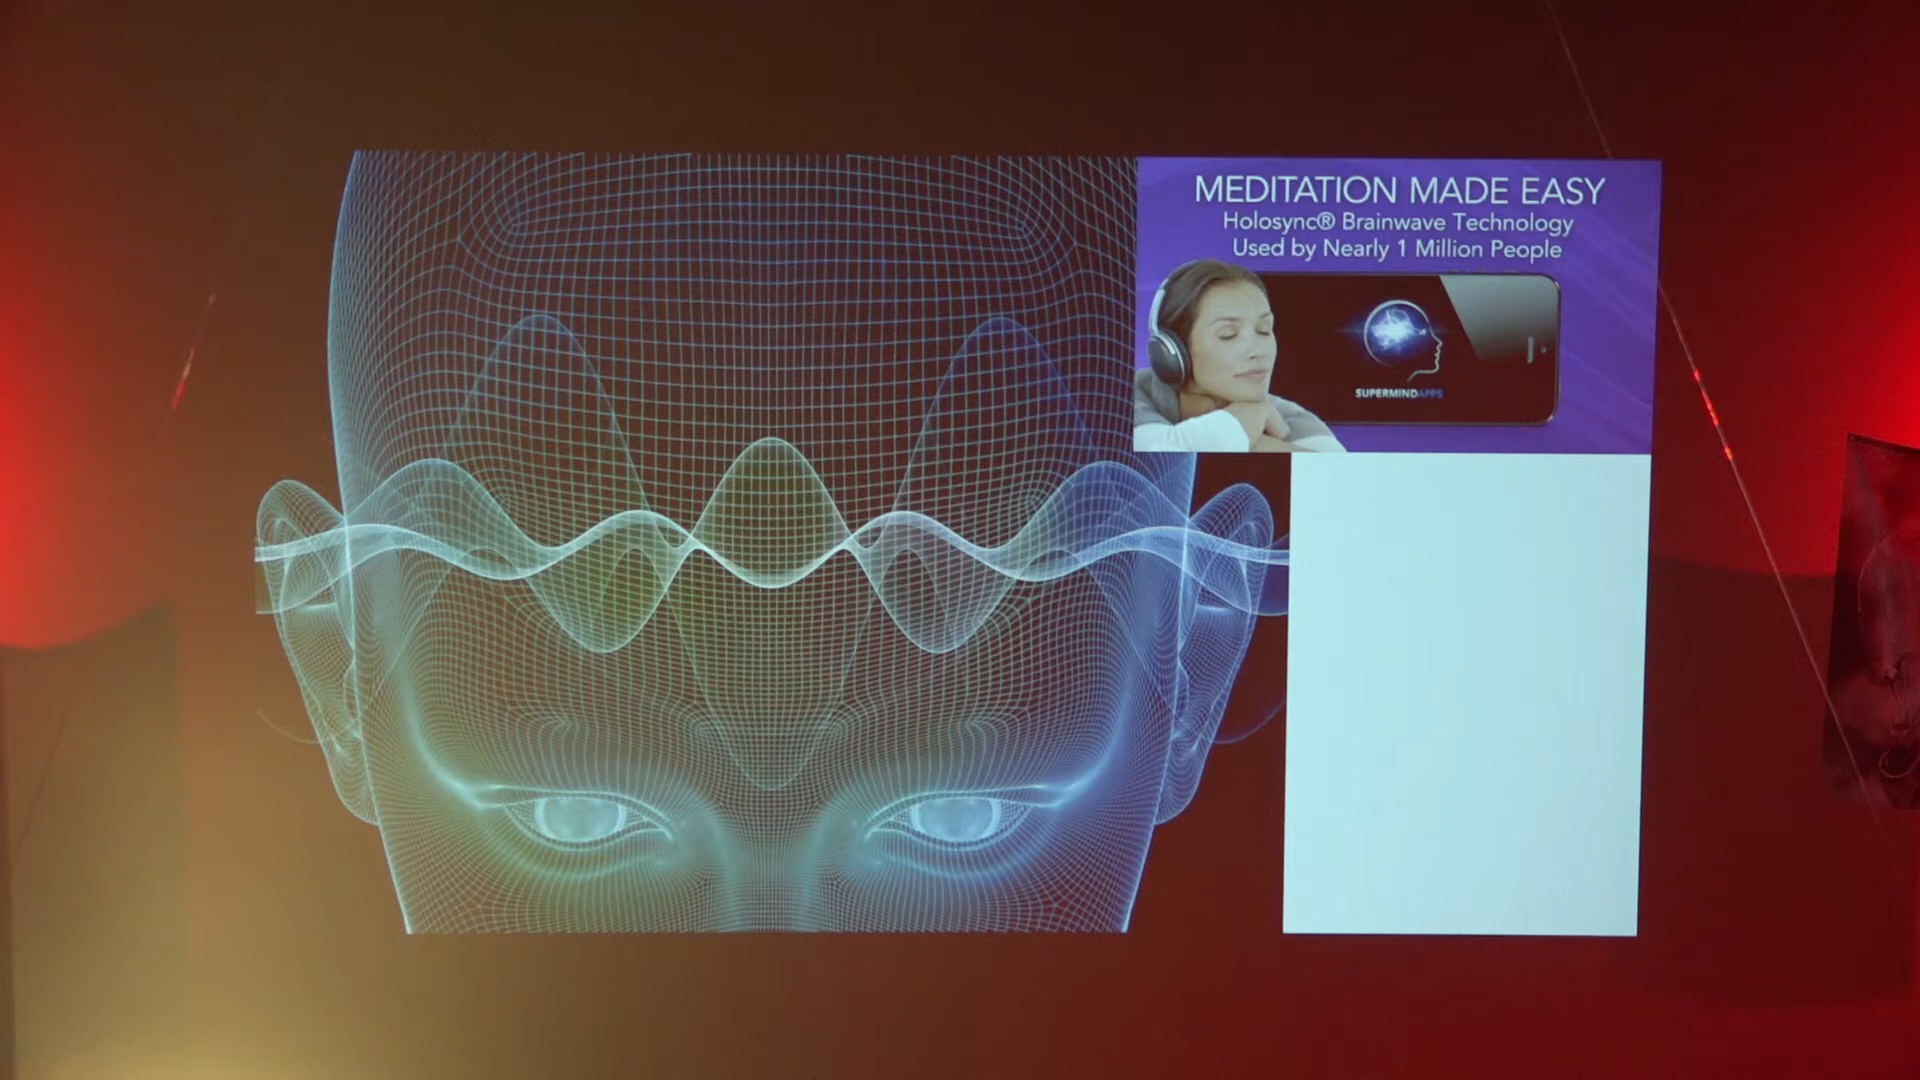 MEDITATION MADE EASY
Holosync® Brainwave Technology
Used by Nearly 1 Million People
SUPERMINDAPPS